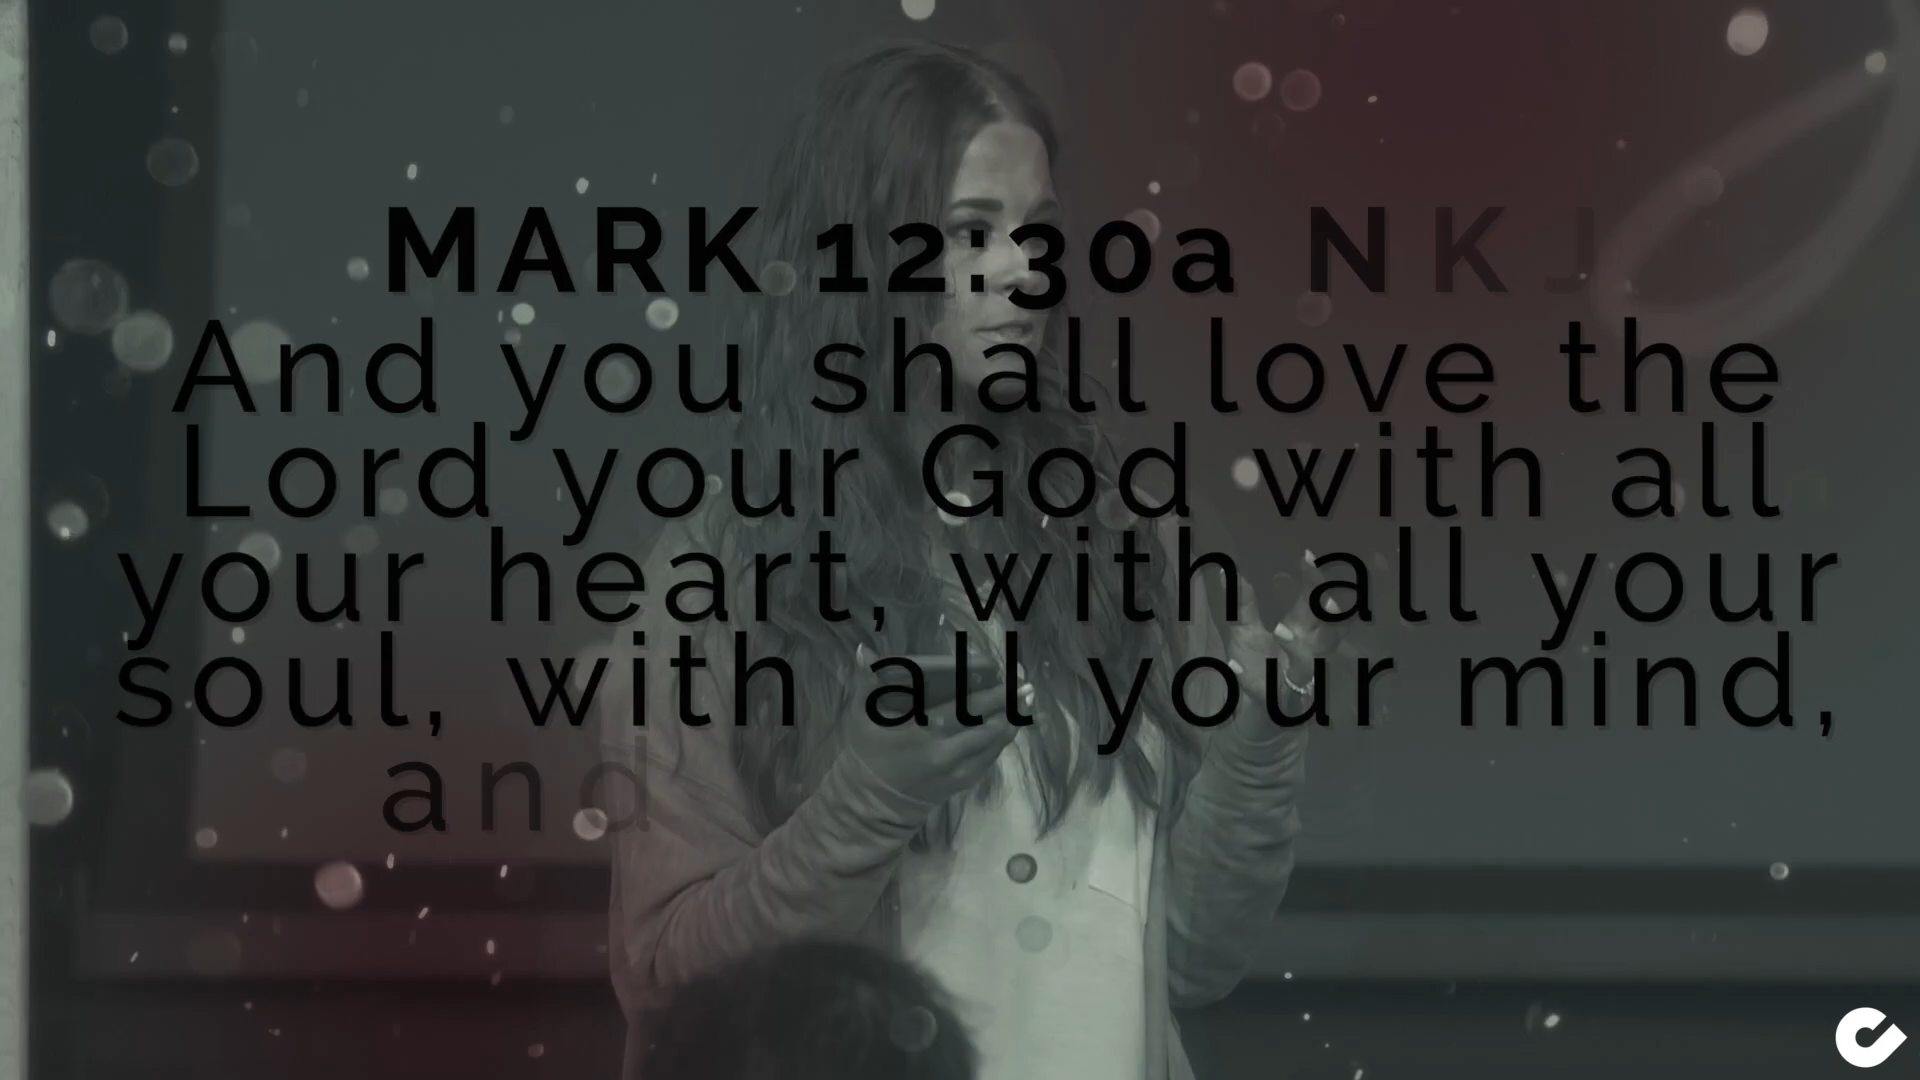 MARK 12:30a NKJ
And you shall love the
Lord your God with all
your heart, with all your
soul, with all your mind,
and